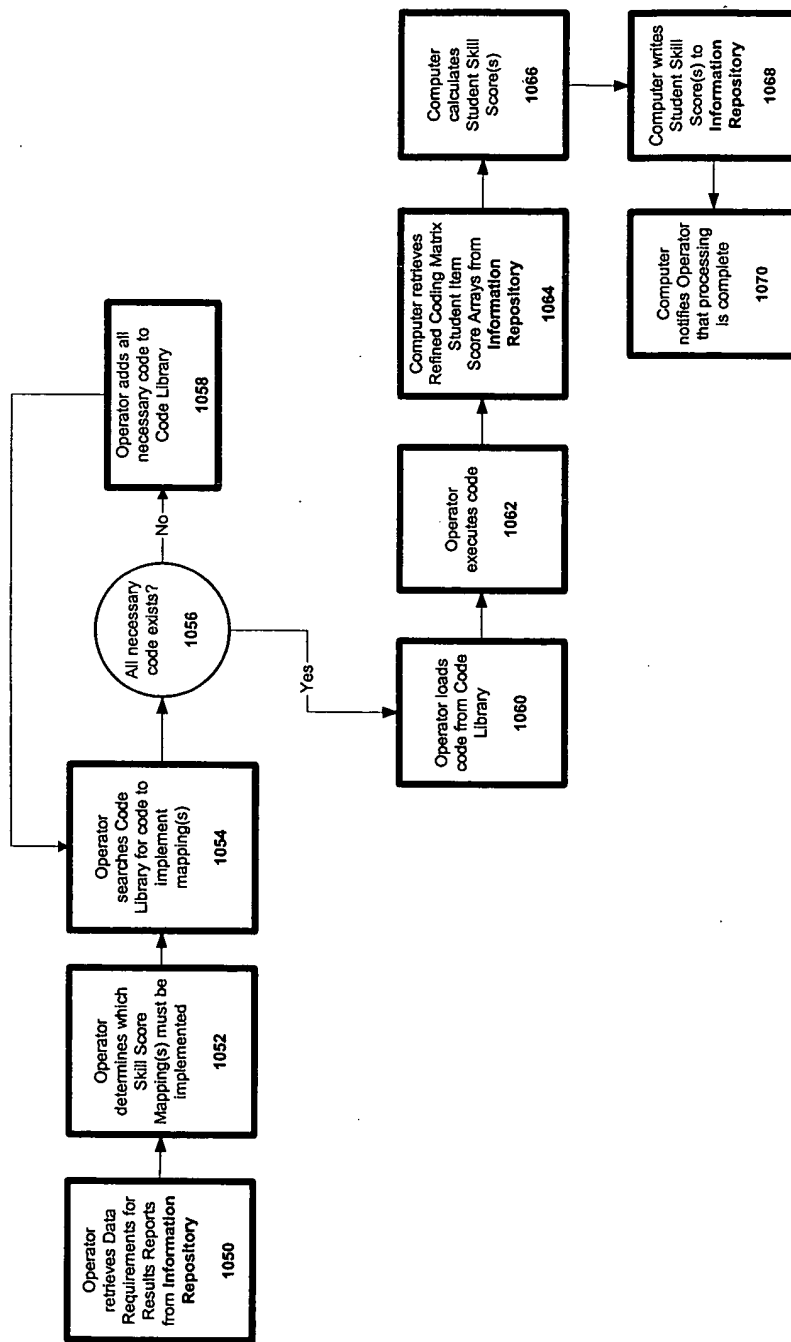 Operator
retrieves Data
Requirements for
Results Reports
from Information
Repository
1050
Operator
determines which
Skill Score
Mapping(s) must be
implemented
1052
Operator
searches Code
Library for code to
implement
mapping(s)
1054
All necessary
code exists?
1056
No
Operator adds all
necessary code to
Code Library
1058
Yes
Operator loads
code from Code
Library
1060
Operator
executes code
1062
Computer retrieves
Refined Coding Matrix
Student Item
Score Arrays from
Information
Repository
1064
Computer
calculates
Student Skill
Score(s)
1066
Computer writes
Student Skill
Score(s) to
Information
Repository
1068
Computer
notifies Operator
that processing
is complete
1070